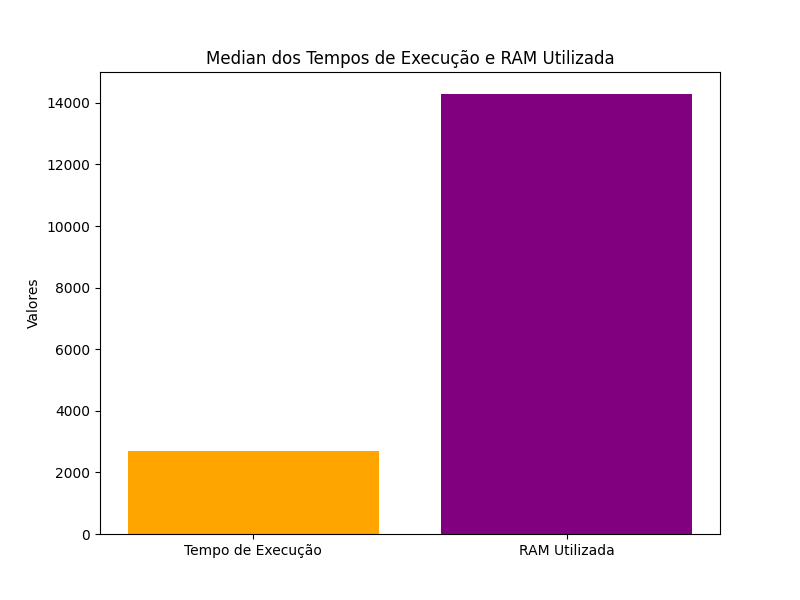 Median dos Tempos de Execução e RAM Utilizada
14000
12000
10000
8000
6000
4000
2000
0
Valores
Tempo de Execução
RAM Utilizada